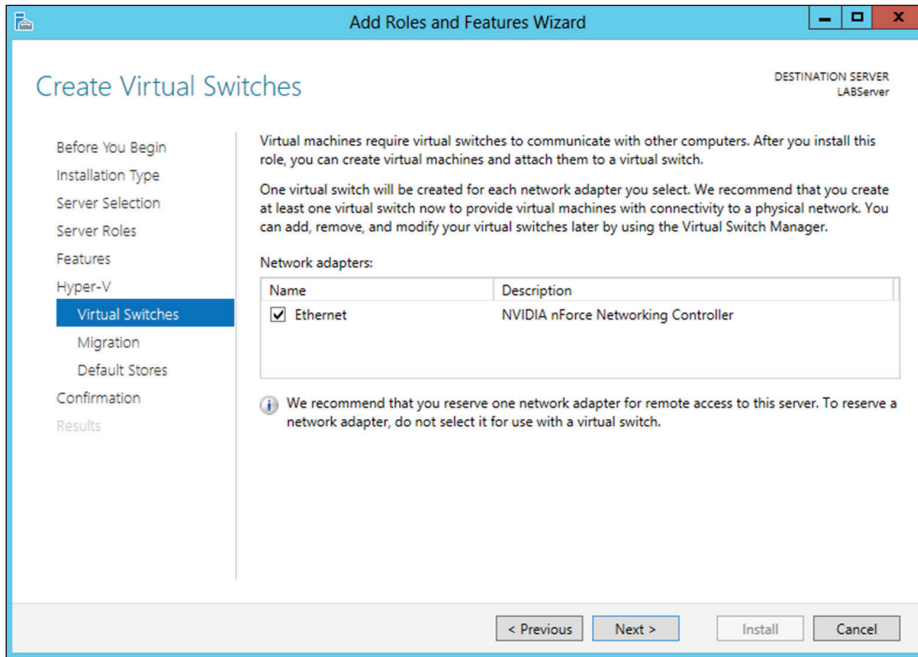 Add Roles and Features Wizard
Create Virtual Switches
DESTINATION SERVER
LABServer
Before You Begin
Installation Type
Server Selection
Server Roles
Features
Hyper-V
Virtual Switches
Migration
Default Stores
Confirmation
Results
Virtual machines require virtual switches to communicate with other computers. After you install this
role, you can create virtual machines and attach them to a virtual switch.
One virtual switch will be created for each network adapter you select. We recommend that you create
at least one virtual switch now to provide virtual machines with connectivity to a physical network. You
can add, remove, and modify your virtual switches later by using the Virtual Switch Manager.
Network adapters:
Name Description
Ethernet NVIDIA nForce Networking Controller
We recommend that you reserve one network adapter for remote access to this server. To reserve a
network adapter, do not select it for use with a virtual switch.
< Previous Next > Install Cancel